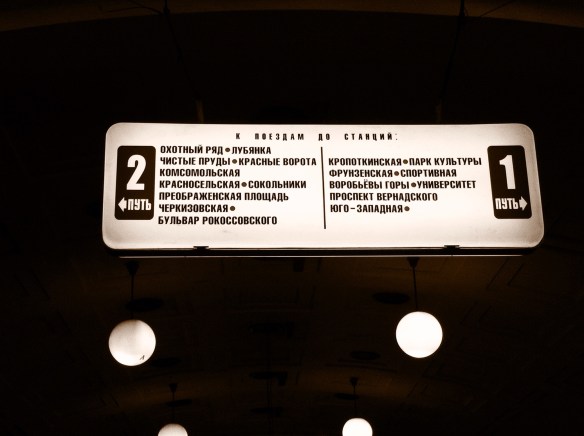 К ПОЕЗДАМ ДО СТАНЦИЙ:
2
←ПУТЬ
ОХОТНЫЙ РЯД•ЛУБЯНКА
ЧИСТЫЕ ПРУДЫ•КРАСНЫЕ ВОРОТА
КОМСОМОЛЬСКАЯ
КРАСНОСЕЛЬСКАЯ•СОКОЛЬНИКИ
ПРЕОБРАЖЕНСКАЯ ПЛОЩАДЬ
ЧЕРКИЗОВСКАЯ•
БУЛЬВАР РОКОССОВСКОГО
КРОПОТКИНСКАЯ•ПАРК КУЛЬТУРЫ
ФРУНЗЕНСКАЯ•СПОРТИВНАЯ
ВОРОБЬЁВЫ ГОРЫ•УНИВЕРСИТЕТ
ПРОСПЕКТ ВЕРНАДСКОГО
ЮГО-ЗАПАДНАЯ•
1
ПУТЬ→